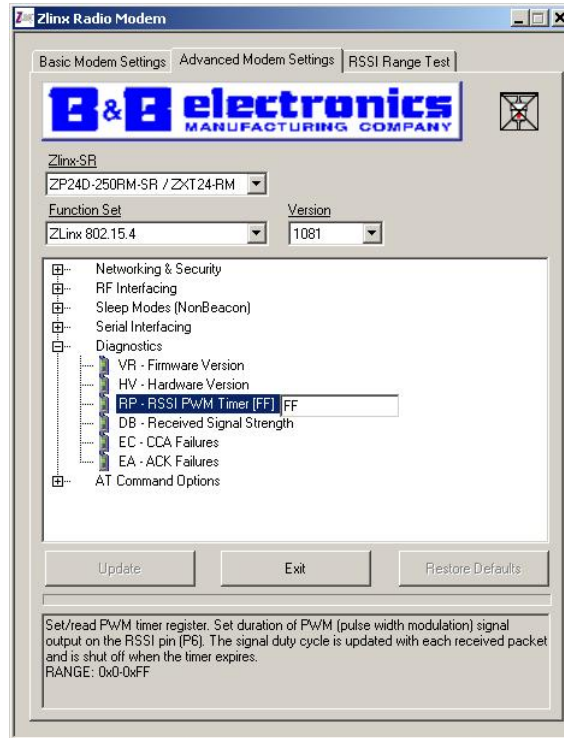 Zlinx Radio Modem
Basic Modem Settings Advanced Modem Settings RSSI Range Test
B&B electronics
MANUFACTURING COMPANY
Zlinx-SR
ZP24D-250RM-SR / ZXT24-RM
Function Set Version
ZLinx 802.15.4 1081
Networking & Security
RF Interfacing
Sleep Modes (NonBeacon)
Serial Interfacing
Diagnostics
VR - Firmware Version
HV - Hardware Version
RP - RSSI PWM Timer [FF] FF
DB - Received Signal Strength
EC - CCA Failures
EA - ACK Failures
AT Command Options
Update Exit Restore Defaults
Set/read PWM timer register. Set duration of PWM (pulse width modulation) signal
output on the RSSI pin (P6). The signal duty cycle is updated with each received packet
and is shut off when the timer expires.
RANGE: 0x0-0xFF